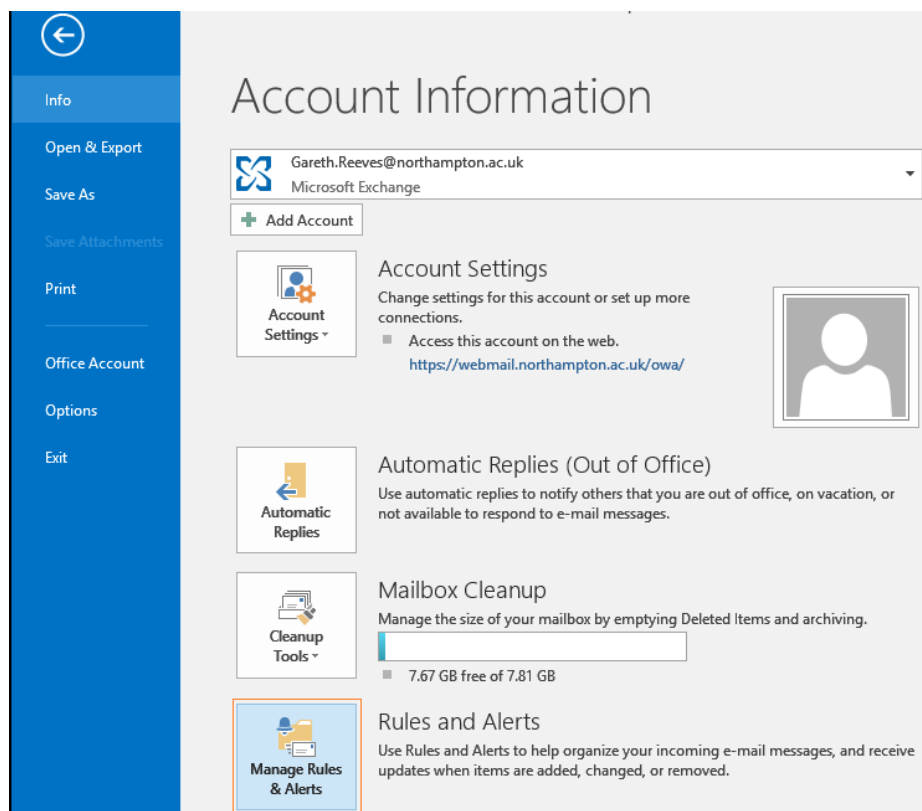 Info
Open & Export
Save As
Save Attachments
Print
Office Account
Options
Exit
Account Information
Gareth.Reeves@northampton.ac.uk
Microsoft Exchange
Add Account
Account
Settings
Account Settings
Change settings for this account or set up more
connections.
Access this account on the web.
https://webmail.northampton.ac.uk/owa/
Automatic
Replies
Automatic Replies (Out of Office)
Use automatic replies to notify others that you are out of office, on vacation, or
not available to respond to e-mail messages.
Cleanup
Tools
Mailbox Cleanup
Manage the size of your mailbox by emptying Deleted Items and archiving.
7.67 GB free of 7.81 GB
Manage Rules
& Alerts
Rules and Alerts
Use Rules and Alerts to help organize your incoming e-mail messages, and receive
updates when items are added, changed, or removed.